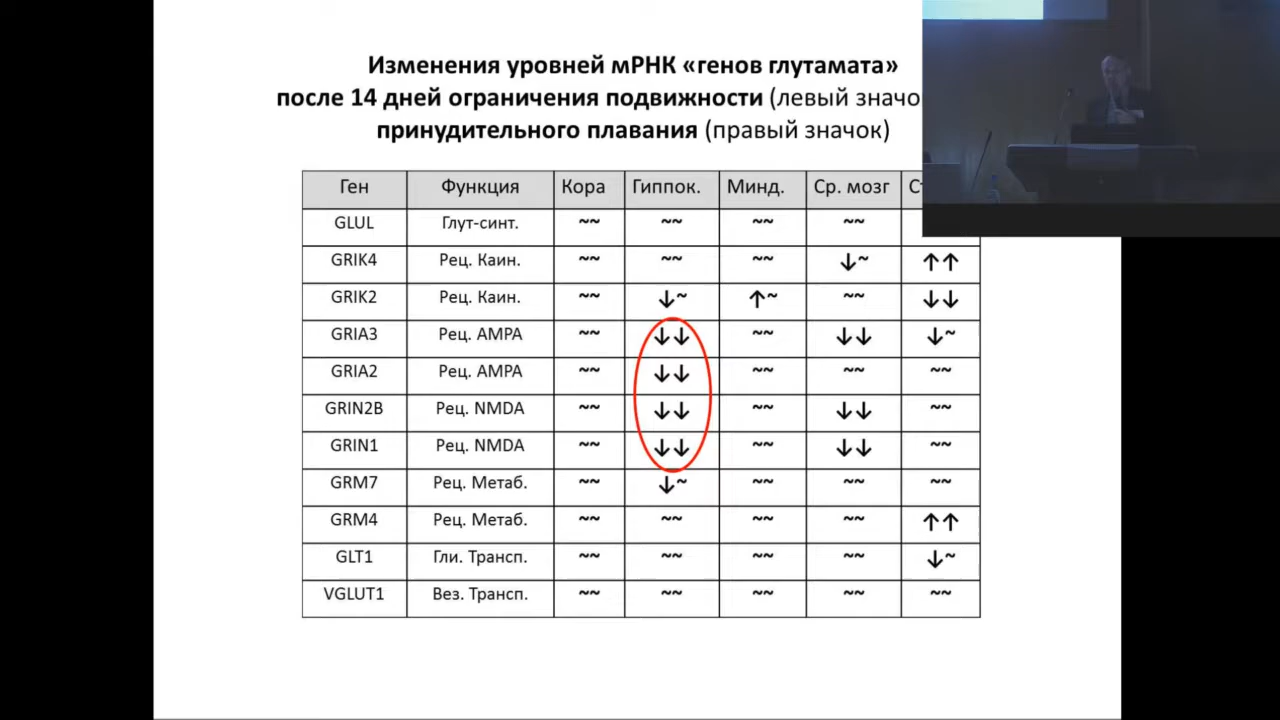 Изменения уровней мРНК «генов глутамата»
после 14 дней ограничения подвижности (левый
принудительного плавания (правый значок)
Ген Функция Кора Гиппок. Минд. Ср. мозг
GLUL Глут-синт. ~~ ~~ ~~ ~~
GRIK4 Рец. Каин. ~~ ~~ ~~ ↓~ ↑↑
GRIK2 Рец. Каин. ~~ ↓~ ↑~ ~~ ↓↓
GRIA3 Рец. AMPA ~~ ↓↓ ~~ ↓↓ ↓~
GRIA2 Рец. AMPA ~~ ↓↓ ~~ ~~ ~~
GRIN2B Рец. NMDA ~~ ↓↓ ~~ ↓↓ ~~
GRIN1 Рец. NMDA ~~ ↓↓ ~~ ↓↓ ~~
GRM7 Рец. Метаб. ~~ ↓~ ~~ ~~ ~~
GRM4 Рец. Метаб. ~~ ~~ ~~ ~~ ↑↑
GLT1 Гли. Трансп. ~~ ~~ ~~ ~~ ↓~
VGLUT1 Вез. Трансп. ~~ ~~ ~~ ~~ ~~